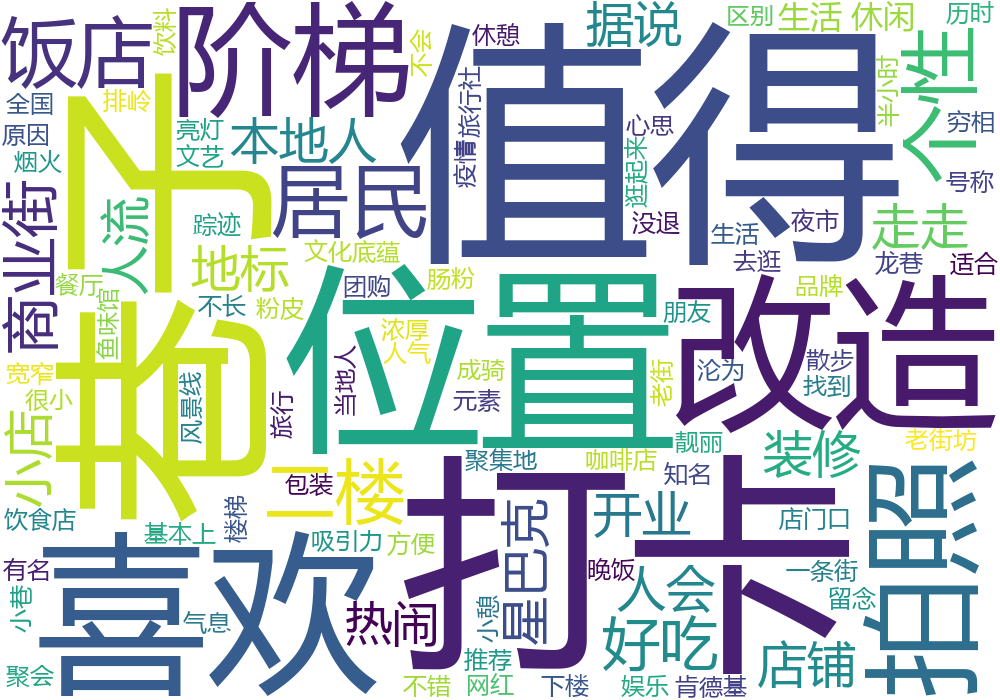 饭店
饮料
阶梯
不会
休憩
据说
区别
生活
休闲
历时
个性
全国
排岭
原因
烟火
亮灯
文艺
本地人
疫情
旅行社
值得
心思
逛起来
半小时
穷相
号称
巷子
居民
商业街
人流
踪迹
地标
文化底蕴
没退
生活
夜市
走走
去逛
龙巷
适合
餐厅
不长
粉皮
团购
肠粉
品牌
鱼味馆
浓厚
人气
位置
朋友
改造
宽窄
很小
风景线
旅行
当地人
成骑
元素
老街
沦为
散步
找到
小店
二楼
包装
聚集地
咖啡店
靓丽
知名
装修
老街坊
饮食店
基本上
楼梯
吸引力
方便
打卡
星巴克
开业
店门口
拍照
有名
喜欢
晚饭
人会
一条街
留念
小巷
气息
热闹
小憩
好吃
店铺
聚会
推荐
不错
网红
下楼
娱乐
肯德基